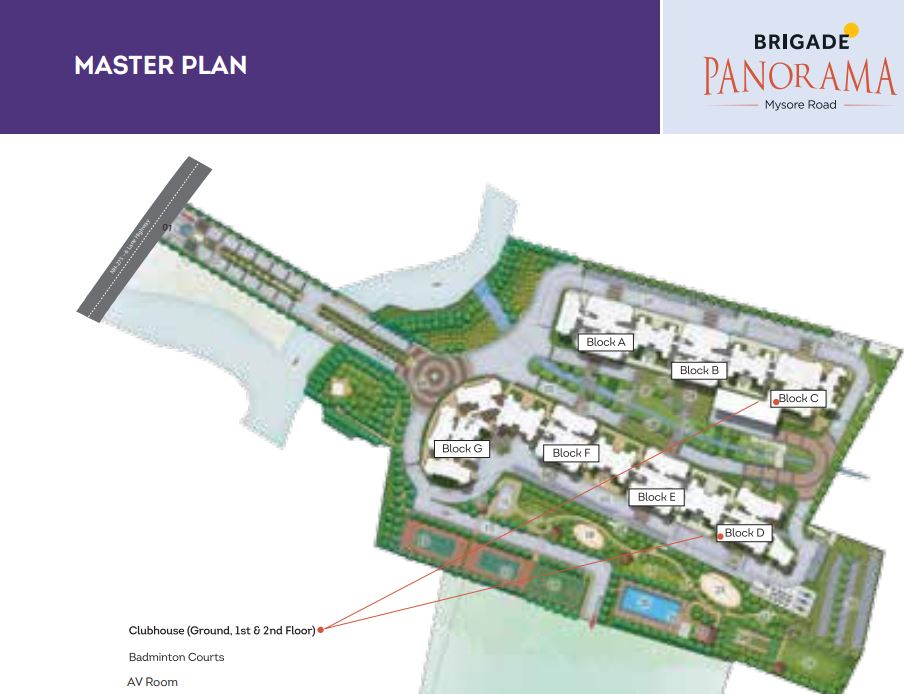 MASTER PLAN
BRIGADE
PANORAMA
Mysore Road
01
Block A
Block B
Block C
Block G
Block F
Block E
Block D
Clubhouse (Ground, 1st & 2nd Floor)
Badminton Courts
AV Room